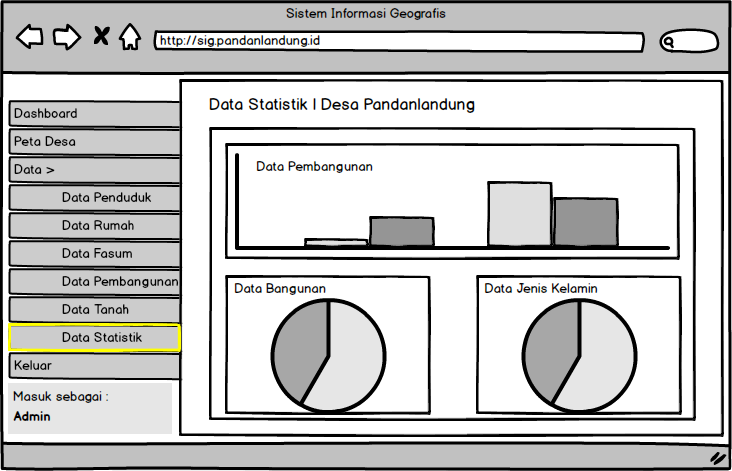 Sistem Informasi Geografis
http://sig.pandanlandung.id
Dashboard
Peta Desa
Data >
Data Penduduk
Data Rumah
Data Fasum
Data Pembangunan
Data Tanah
Data Statistik
Keluar
Masuk sebagai :
Admin
Data Statistik | Desa Pandanlandung
Data Pembangunan
Data Bangunan
Data Jenis Kelamin